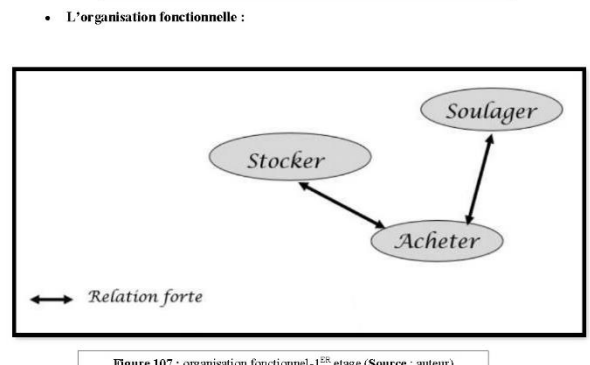 • L'organisation fonctionnelle :
Soulager
Stocker
Acheter
Relation forte
Figure 107 : organisation fonctionnel-1ER etage (Source : auteur)